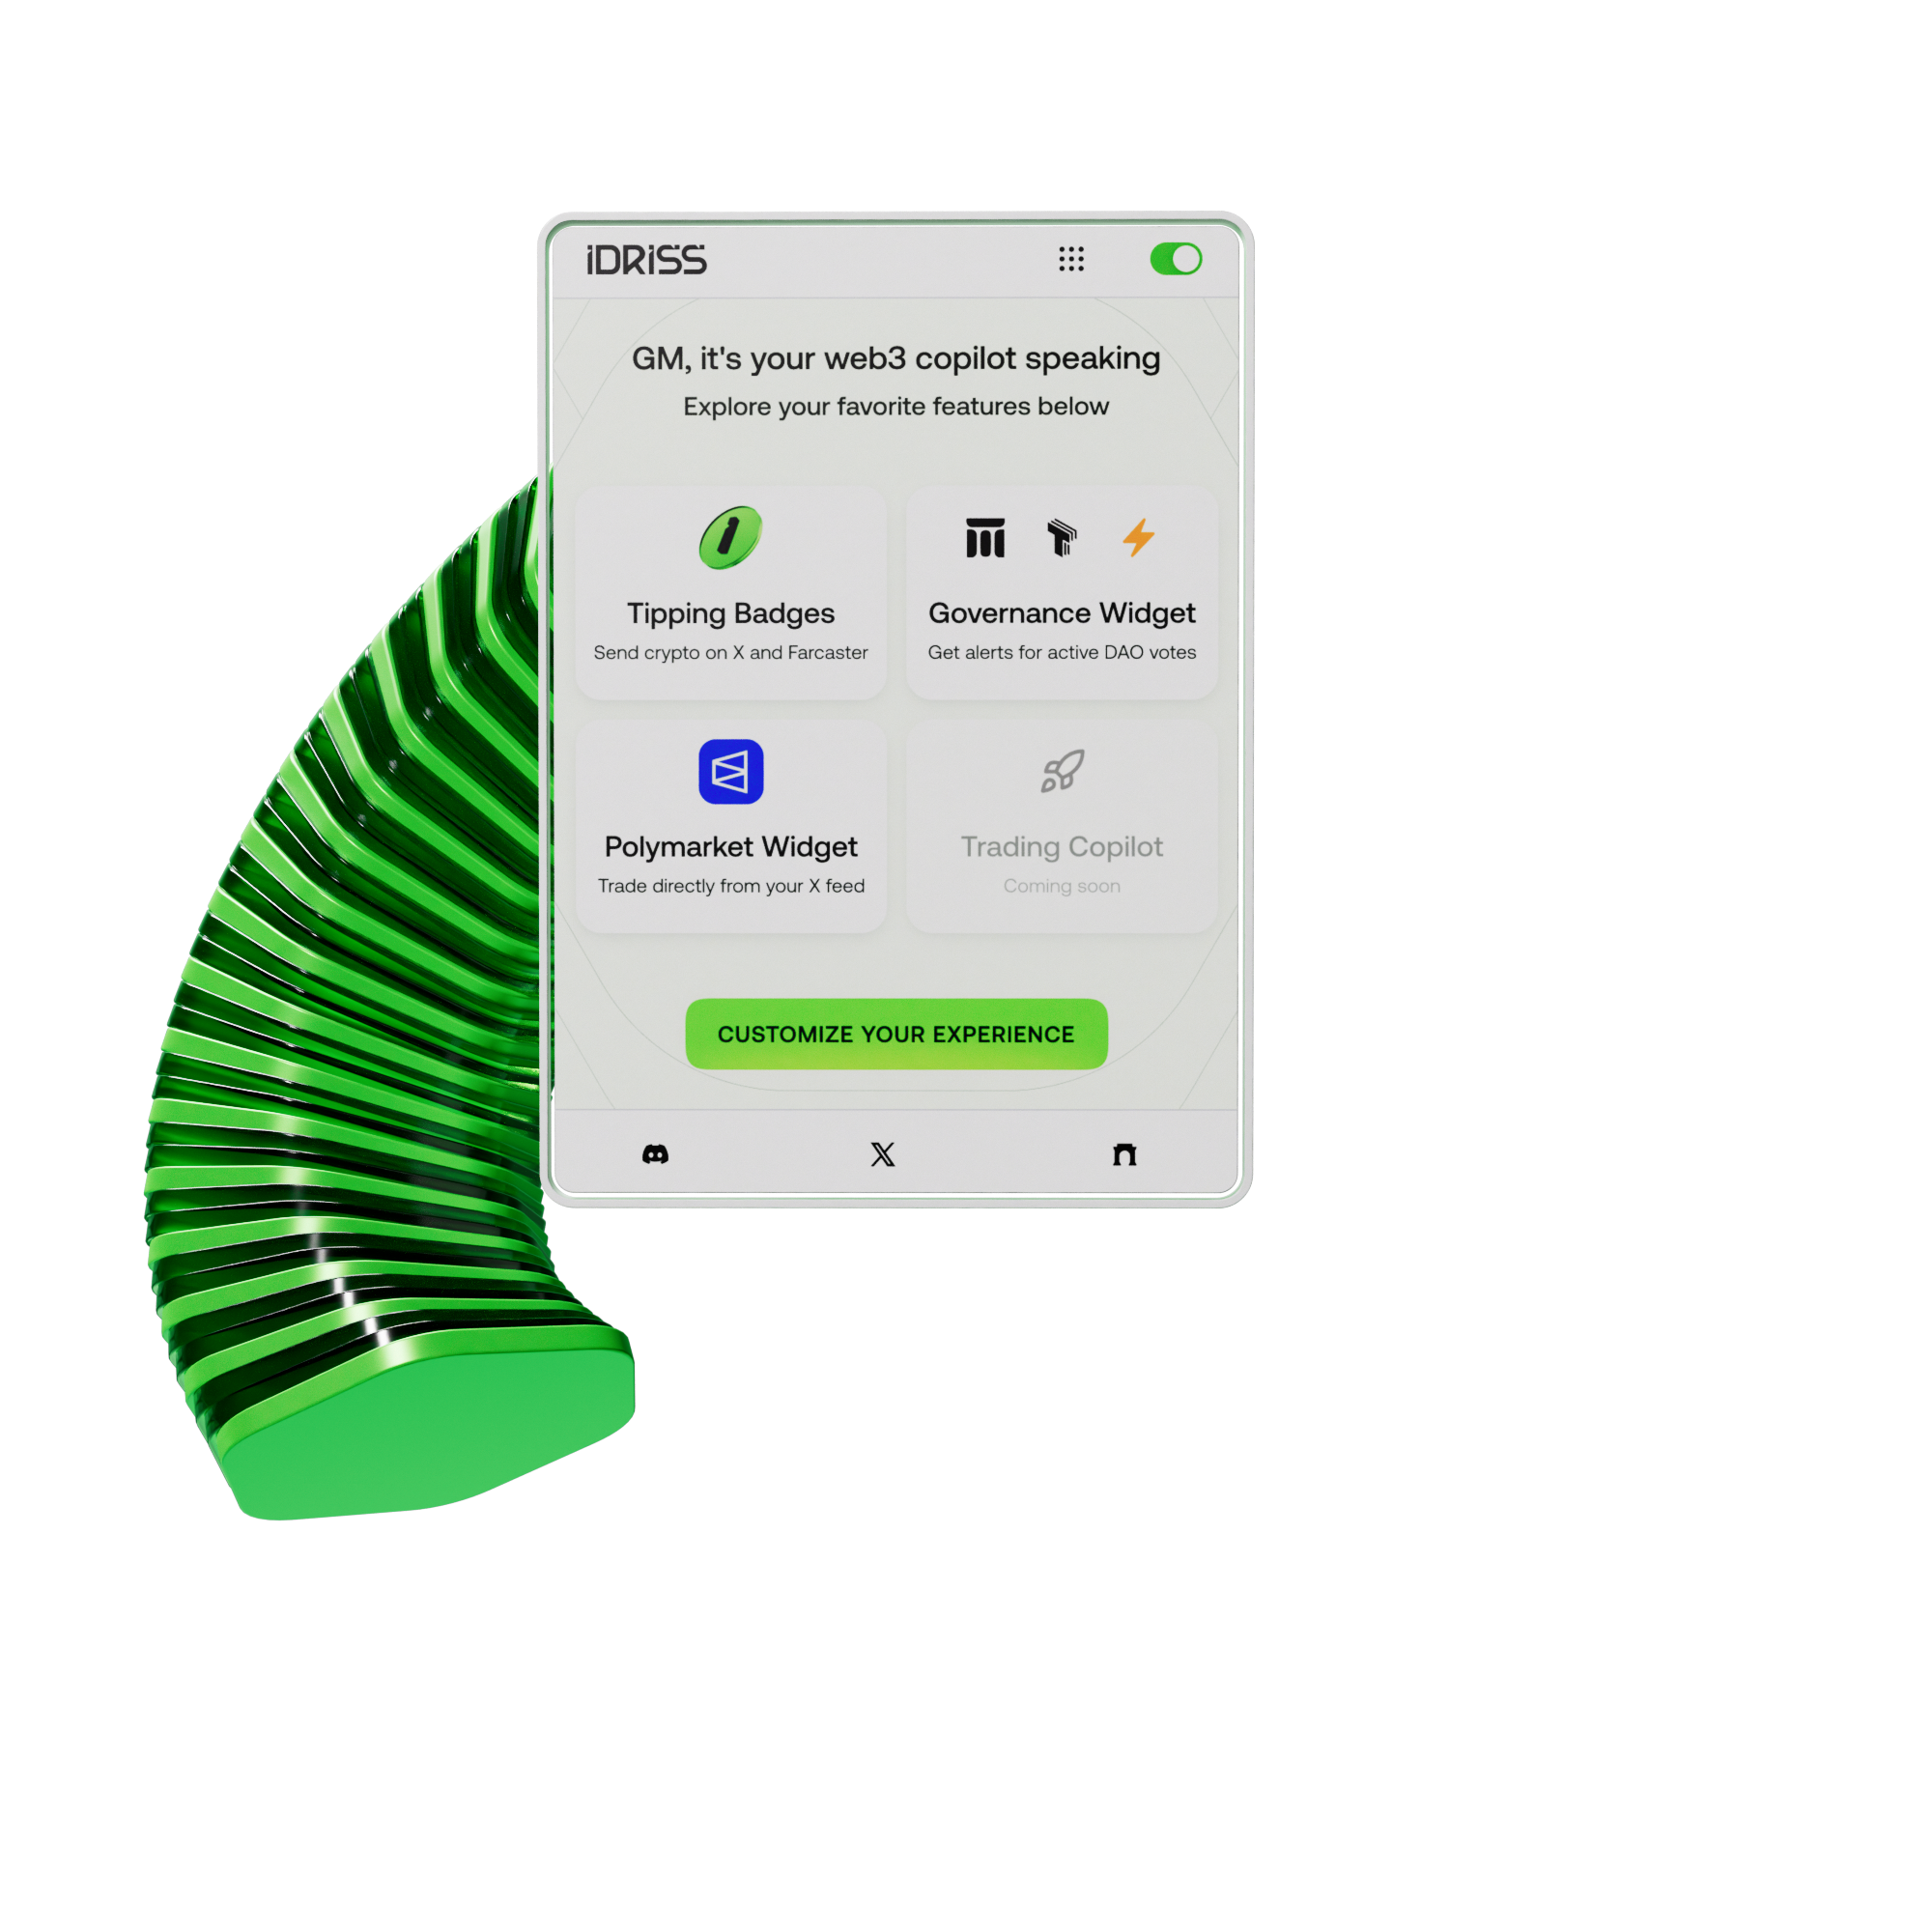 iDRiSS
GM, it's your web3 copilot speaking
Explore your favorite features below
Tipping Badges
Send crypto on X and Farcaster
Governance Widget
Get alerts for active DAO votes
Polymarket Widget
Trade directly from your X feed
Trading Copilot
Coming soon
CUSTOMIZE YOUR EXPERIENCE